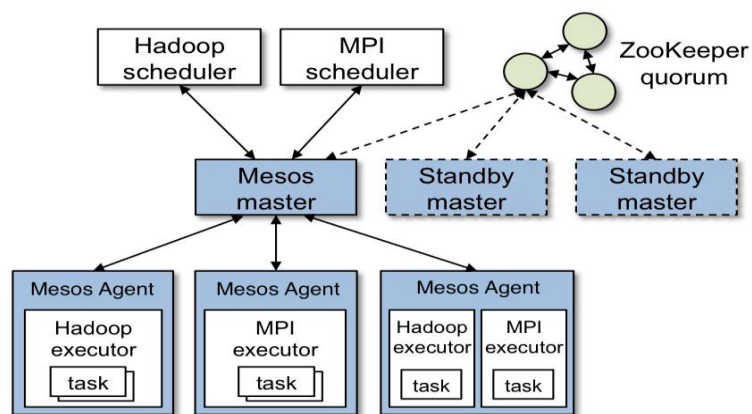 Hadoop
scheduler
MPI
scheduler
ZooKeeper
quorum
Mesos
master
Standby
master
Standby
master
Mesos Agent
Hadoop
executor
task
Mesos Agent
MPI
executor
task
Mesos Agent
Hadoop
executor
task
MPI
executor
task